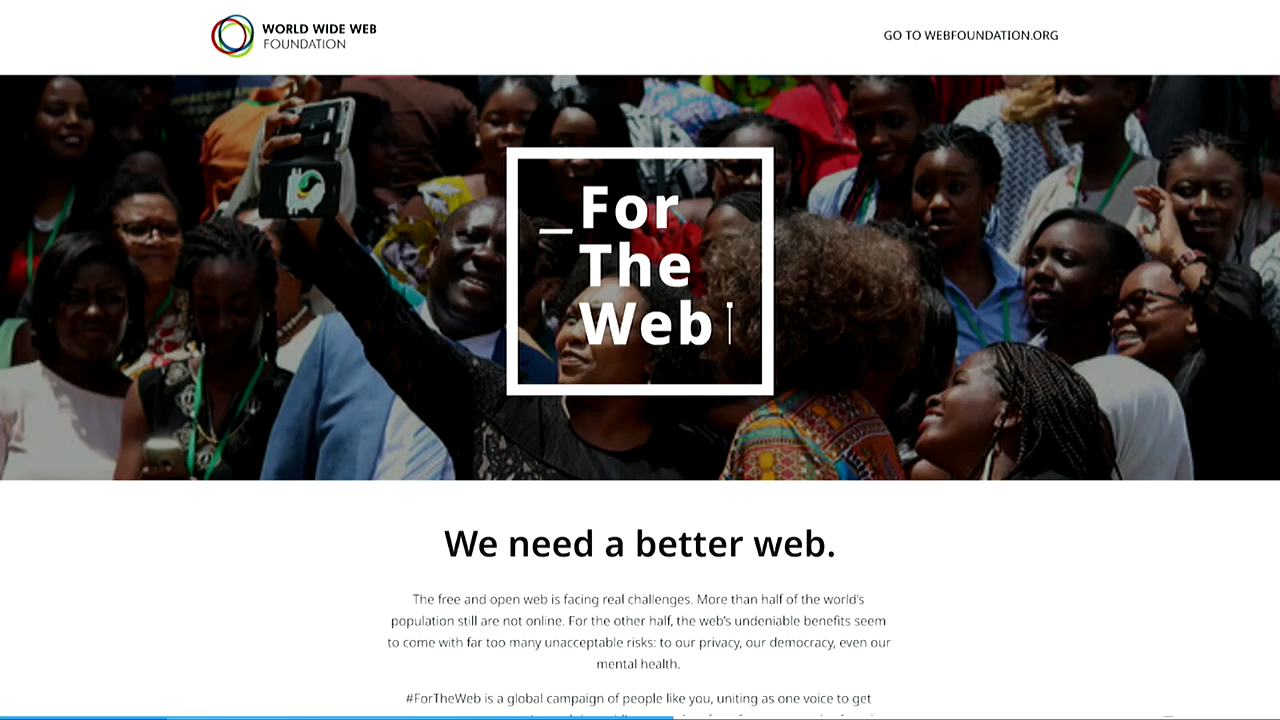 WORLD WIDE WEB
FOUNDATION
GO TO WEBFOUNDATION.ORG
_For
The
Web
We need a better web.
The free and open web is facing real challenges. More than half of the world's
population still are not online. For the other half, the web's undeniable benefits seem
to come with far too many unacceptable risks: to our privacy, our democracy, even our
mental health.
#ForTheWeb is a global campaign of people like you, uniting as one voice to get